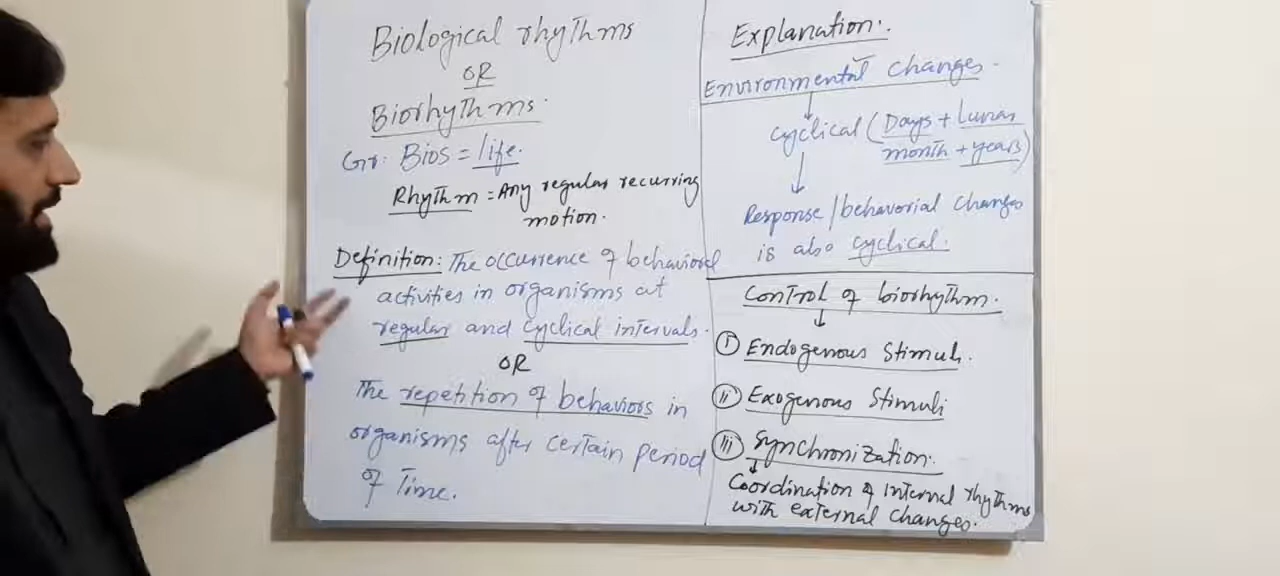 Biological rhythms
OR
Biorhythms.
Gr: Bios = life.
Rhythm = Any regular recurring
motion.
Definition: The occurrence of behavioral
activities in organisms at
regular and cyclical intervals.
OR
The repetition of behaviors in
organisms after certain period
of Time.
Explanation:
Environmental changes.
cyclical (Days + Lunar
month + years)
Response/behavorial changes
is also cyclical.
Control of biorhythm.
(i) Endogenous Stimuli.
(ii) Exogenous Stimuli
(iii) Synchronization:
Coordination of internal rhythms
with external changes.